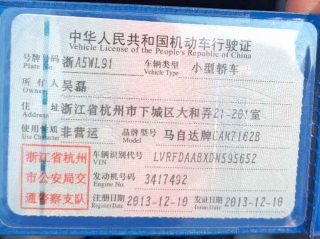 中华人民共和国机动车行驶证
Vehicle License of the People's Republic of China
号牌号码 浙A5WL91 车辆类型 小型轿车
Plate No. Vehicle Type
所有人 吴磊
Owner
住址 浙江省杭州市下城区大和弄21-201室
Address
使用性质 非营运 品牌型号 马自达牌CAM7162B
Use Character Model
浙江省杭州市公安局交通警察支队
车辆识别代号 LVRFDAABXDN595652
VIN
发动机号码 3417492
Engine No.
注册日期 2013-12-10 发证日期 2013-12-10
Register Date Issue Date